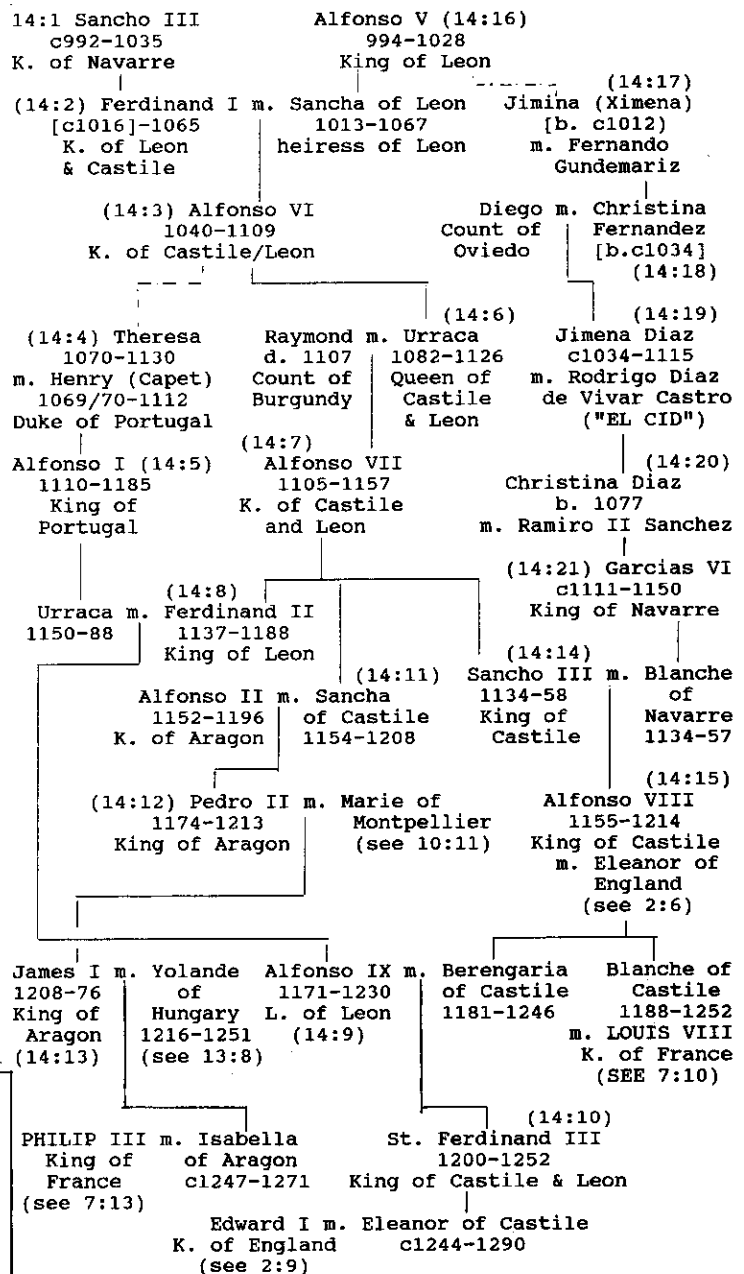 14:1 Sancho III Alfonso V (14:16)
c992-1035 994-1028
K. of Navarre King of Leon
(14:17)
(14:2) Ferdinand I m. Sancha of Leon Jimina (Ximena)
[c1016]-1065 1013-1067 [b. c1012)
K. of Leon heiress of Leon m. Fernando
& Castile Gundemariz
(14:3) Alfonso VI Diego m. Christina
1040-1109 Count of Fernandez
K. of Castile/Leon Oviedo [b.c1034]
(14:18)
(14:6) (14:19)
(14:4) Theresa Raymond m. Urraca Jimena Diaz
1070-1130 d. 1107 1082-1126 c1034-1115
m. Henry (Capet) Count of Queen of m. Rodrigo Diaz
1069/70-1112 Burgundy Castile de Vivar Castro
Duke of Portugal & Leon ("EL CID")
(14:7)
Alfonso I (14:5) Alfonso VII (14:20)
1110-1185 1105-1157 Christina Diaz
King of K. of Castile b. 1077
Portugal and Leon m. Ramiro II Sanchez
(14:21) Garcias VI
(14:8) c1111-1150
Urraca m. Ferdinand II King of Navarre
1150-88 1137-1188
King of Leon (14:14)
(14:11) Sancho III m. Blanche
Alfonso II m. Sancha 1134-58 of
1152-1196 of Castile King of Navarre
K. of Aragon 1154-1208 Castile 1134-57
(14:15)
(14:12) Pedro II m. Marie of Alfonso VIII
1174-1213 Montpellier 1155-1214
King of Aragon (see 10:11) King of Castile
m. Eleanor of
England
(see 2:6)
James I m. Yolande Alfonso IX m. Berengaria Blanche of
1208-76 of 1171-1230 of Castile Castile
King of Hungary L. of Leon 1181-1246 1188-1252
Aragon 1216-1251 (14:9) m. LOUIS VIII
(14:13) (see 13:8) K. of France
(SEE 7:10)
(14:10)
PHILIP III m. Isabella St. Ferdinand III
King of of Aragon 1200-1252
France c1247-1271 King of Castile & Leon
(see 7:13)
Edward I m. Eleanor of Castile
K. of England c1244-1290
(see 2:9)